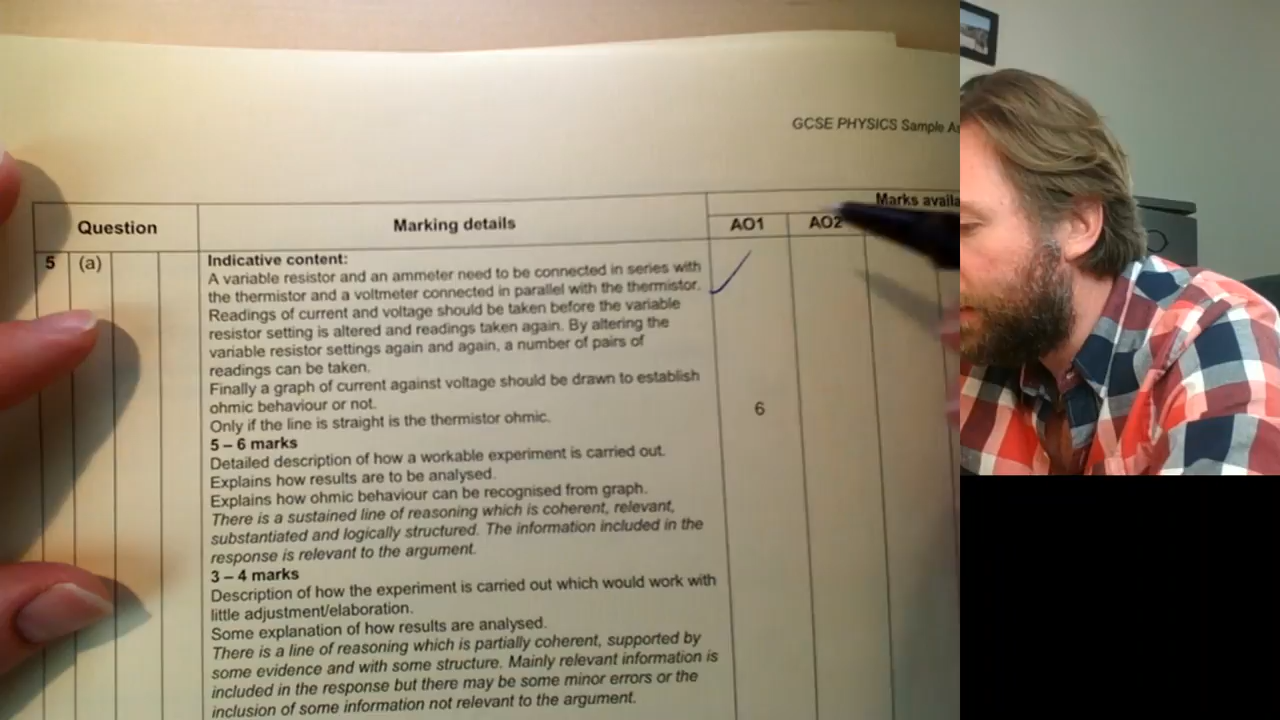 GCSE PHYSICS Sample
Marks
Question
Marking details
AO1
AO2
5
(a)
Indicative content:
A variable resistor and an ammeter need to be connected in series with
the thermistor and a voltmeter connected in parallel with the thermistor.
Readings of current and voltage should be taken before the variable
resistor setting is altered and readings taken again. By altering the
variable resistor settings again and again, a number of pairs of
readings can be taken.
Finally a graph of current against voltage should be drawn to establish
ohmic behaviour or not.
Only if the line is straight is the thermistor ohmic.
6
5 – 6 marks
Detailed description of how a workable experiment is carried out.
Explains how results are to be analysed.
Explains how ohmic behaviour can be recognised from graph.
There is a sustained line of reasoning which is coherent, relevant,
substantiated and logically structured. The information included in the
response is relevant to the argument.
3 – 4 marks
Description of how the experiment is carried out which would work with
little adjustment/elaboration.
Some explanation of how results are analysed.
There is a line of reasoning which is partially coherent, supported by
some evidence and with some structure. Mainly relevant information is
included in the response but there may be some minor errors or the
inclusion of some information not relevant to the argument.